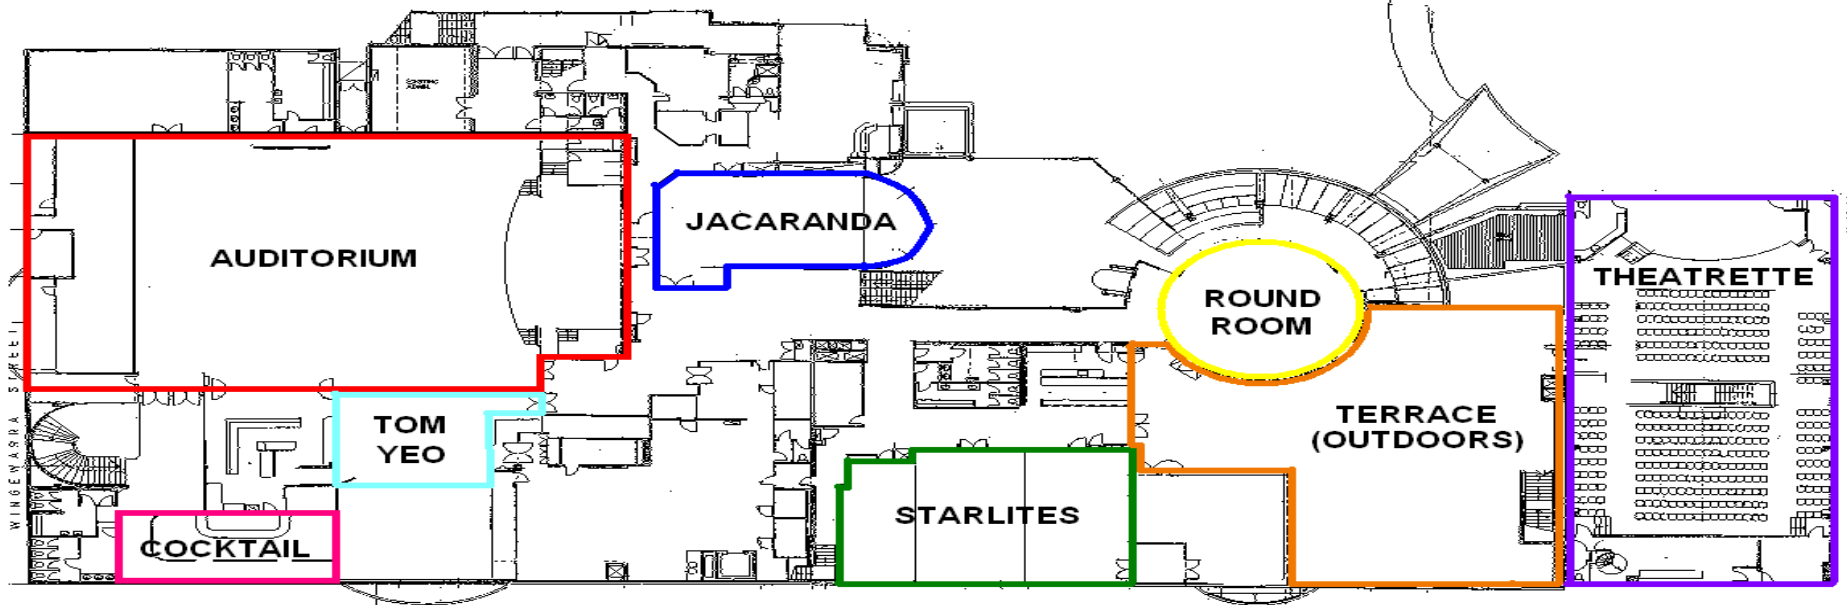 AUDITORIUM
JACARANDA
ROUND
ROOM
THEATRETTE
TOM
YEO
TERRACE
(OUTDOORS)
STARLITES
COCKTAIL
WINGEWARRA STREET